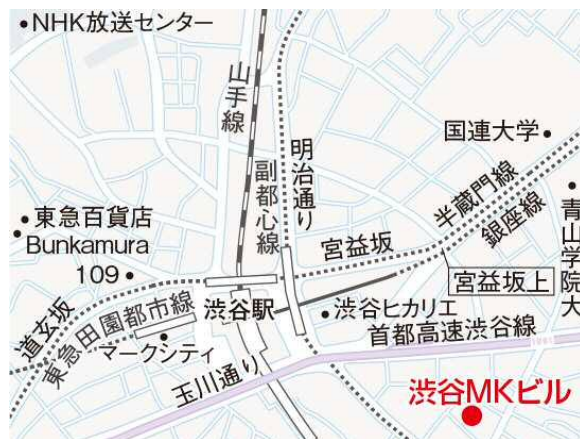 NHK放送センター
山手線
副都心線
明治通り
国連大学
半蔵門線
銀座線
青山学院大
東急百貨店
Bunkamura
109
宮益坂
宮益坂上
渋谷駅
渋谷ヒカリエ
道玄坂
東急田園都市線
マークシティ
首都高速渋谷線
玉川通り
渋谷MKビル